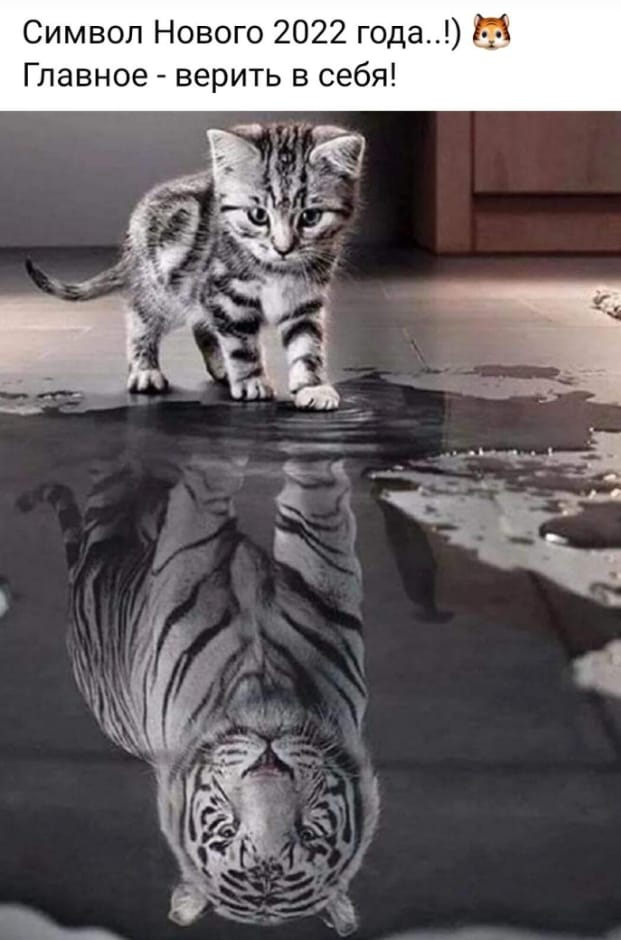 Символ Нового 2022 года..!) 🐯
Главное - верить в себя!